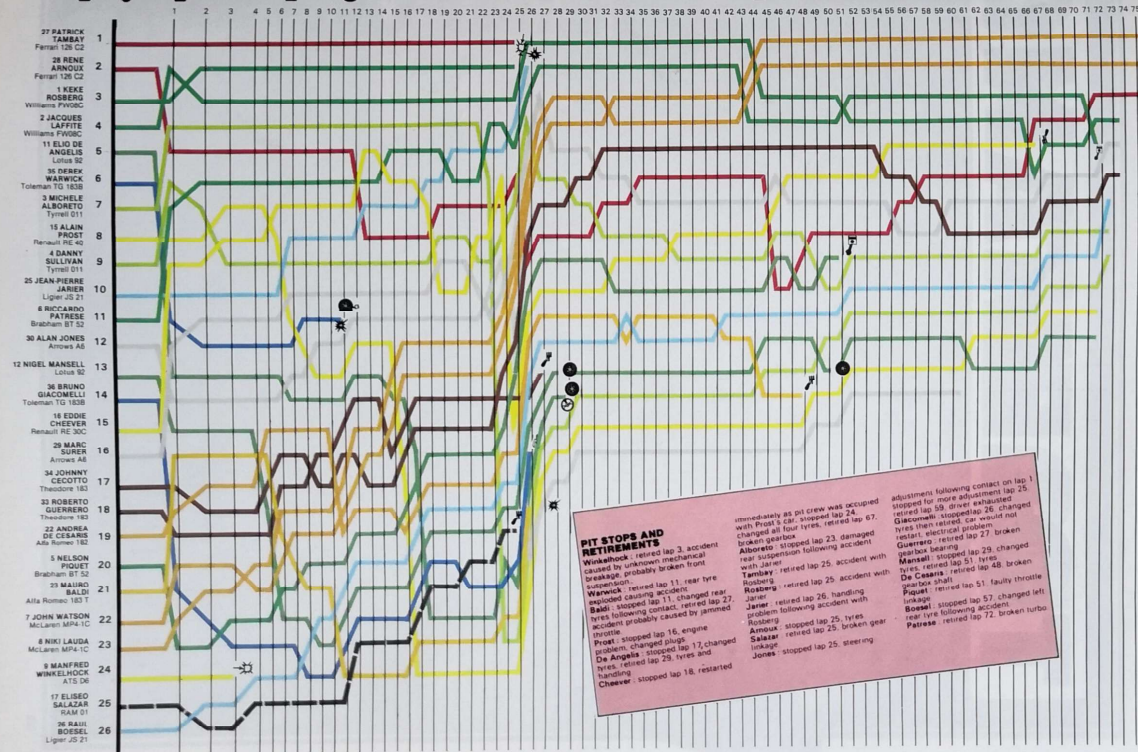 1 2 3 4 5 6 7 8 9 10 11 12 13 14 15 16 17 18 19 20 21 22 23 24 25 26 27 28 29 30 31 32 33 34 35 36 37 38 39 40 41 42 43 44 45 46 47 48 49 50 51 52 53 54 55 56 57 58 59 60 61 62 63 64 65 66 67 68 69 70 71 72 73 74 75
27 PATRICK
TAMBAY 1
Ferrari 126 C2
28 RENE
ARNOUX 2
Ferrari 126 C2
1 KEKE
ROSBERG 3
Williams FW08C
2 JACQUES
LAFFITE 4
Williams FW08C
11 ELIO DE
ANGELIS 5
Lotus 92
35 DEREK
WARWICK 6
Toleman TG 183B
3 MICHELE
ALBORETO 7
Tyrrell 011
15 ALAIN
PROST 8
Renault RE 40
4 DANNY
SULLIVAN 9
Tyrrell 011
25 JEAN-PIERRE
JARIER 10
Ligier JS 21
6 RICCARDO
PATRESE 11
Brabham BT 52
30 ALAN JONES 12
Arrows A6
12 NIGEL MANSELL 13
Lotus 92
36 BRUNO
GIACOMELLI 14
Toleman TG 183B
16 EDDIE
CHEEVER 15
Renault RE 30C
29 MARC
SURER 16
Arrows A6
34 JOHNNY
CECOTTO 17
Theodore 183
33 ROBERTO
GUERRERO 18
Theodore 183
22 ANDREA
DE CESARIS 19
Alfa Romeo 182
5 NELSON
PIQUET 20
Brabham BT 52
23 MAURO
BALDI 21
Alfa Romeo 183 T
7 JOHN WATSON 22
McLaren MP4-1C
8 NIKI LAUDA 23
McLaren MP4-1C
9 MANFRED
WINKELHOCK 24
ATS D6
17 ELISEO
SALAZAR 25
RAM 01
26 RAUL
BOESEL 26
Ligier JS 21
PIT STOPS AND
RETIREMENTS
Winkelhock : retired lap 3, accident
caused by unknown mechanical
breakage, probably broken front
suspension.
Warwick : retired lap 11, rear tyre
exploded causing accident
Baldi : stopped lap 11, changed rear
tyres following contact, retired lap 27,
accident probably caused by jammed
throttle.
Prost : stopped lap 16, engine
problem, changed plugs
De Angelis : stopped lap 17, changed
tyres, retired lap 29, tyres and
handling
Cheever : stopped lap 18, restarted
immediately as pit crew was occupied
with Prost's car, stopped lap 24,
changed all four tyres, retired lap 67,
broken gearbox
Alboreto : stopped lap 23, damaged
rear suspension following accident
with Jarier
Tambay : retired lap 25, accident with
Rosberg
Rosberg : retired lap 25, accident with
Jarier
Jarier : retired lap 26, handling
problem following accident with
Rosberg
Arnoux : stopped lap 25, tyres
Salazar : retired lap 25, broken gear
linkage
Jones : stopped lap 25, steering
adjustment following contact on lap 1
stopped for more adjustment lap 25,
retired lap 59, driver exhausted
Giacomelli : stopped lap 26, changed
tyres then retired, car would not
restart, electrical problem
Guerrero : retired lap 27, broken
gearbox bearing
Mansell : stopped lap 29, changed
tyres, retired lap 51, tyres
De Cesaris : retired lap 48, broken
gearbox shaft
Piquet : retired lap 51, faulty throttle
linkage
Boesel : stopped lap 57, changed left
rear tyre following accident
Patrese : retired lap 72, broken turbo